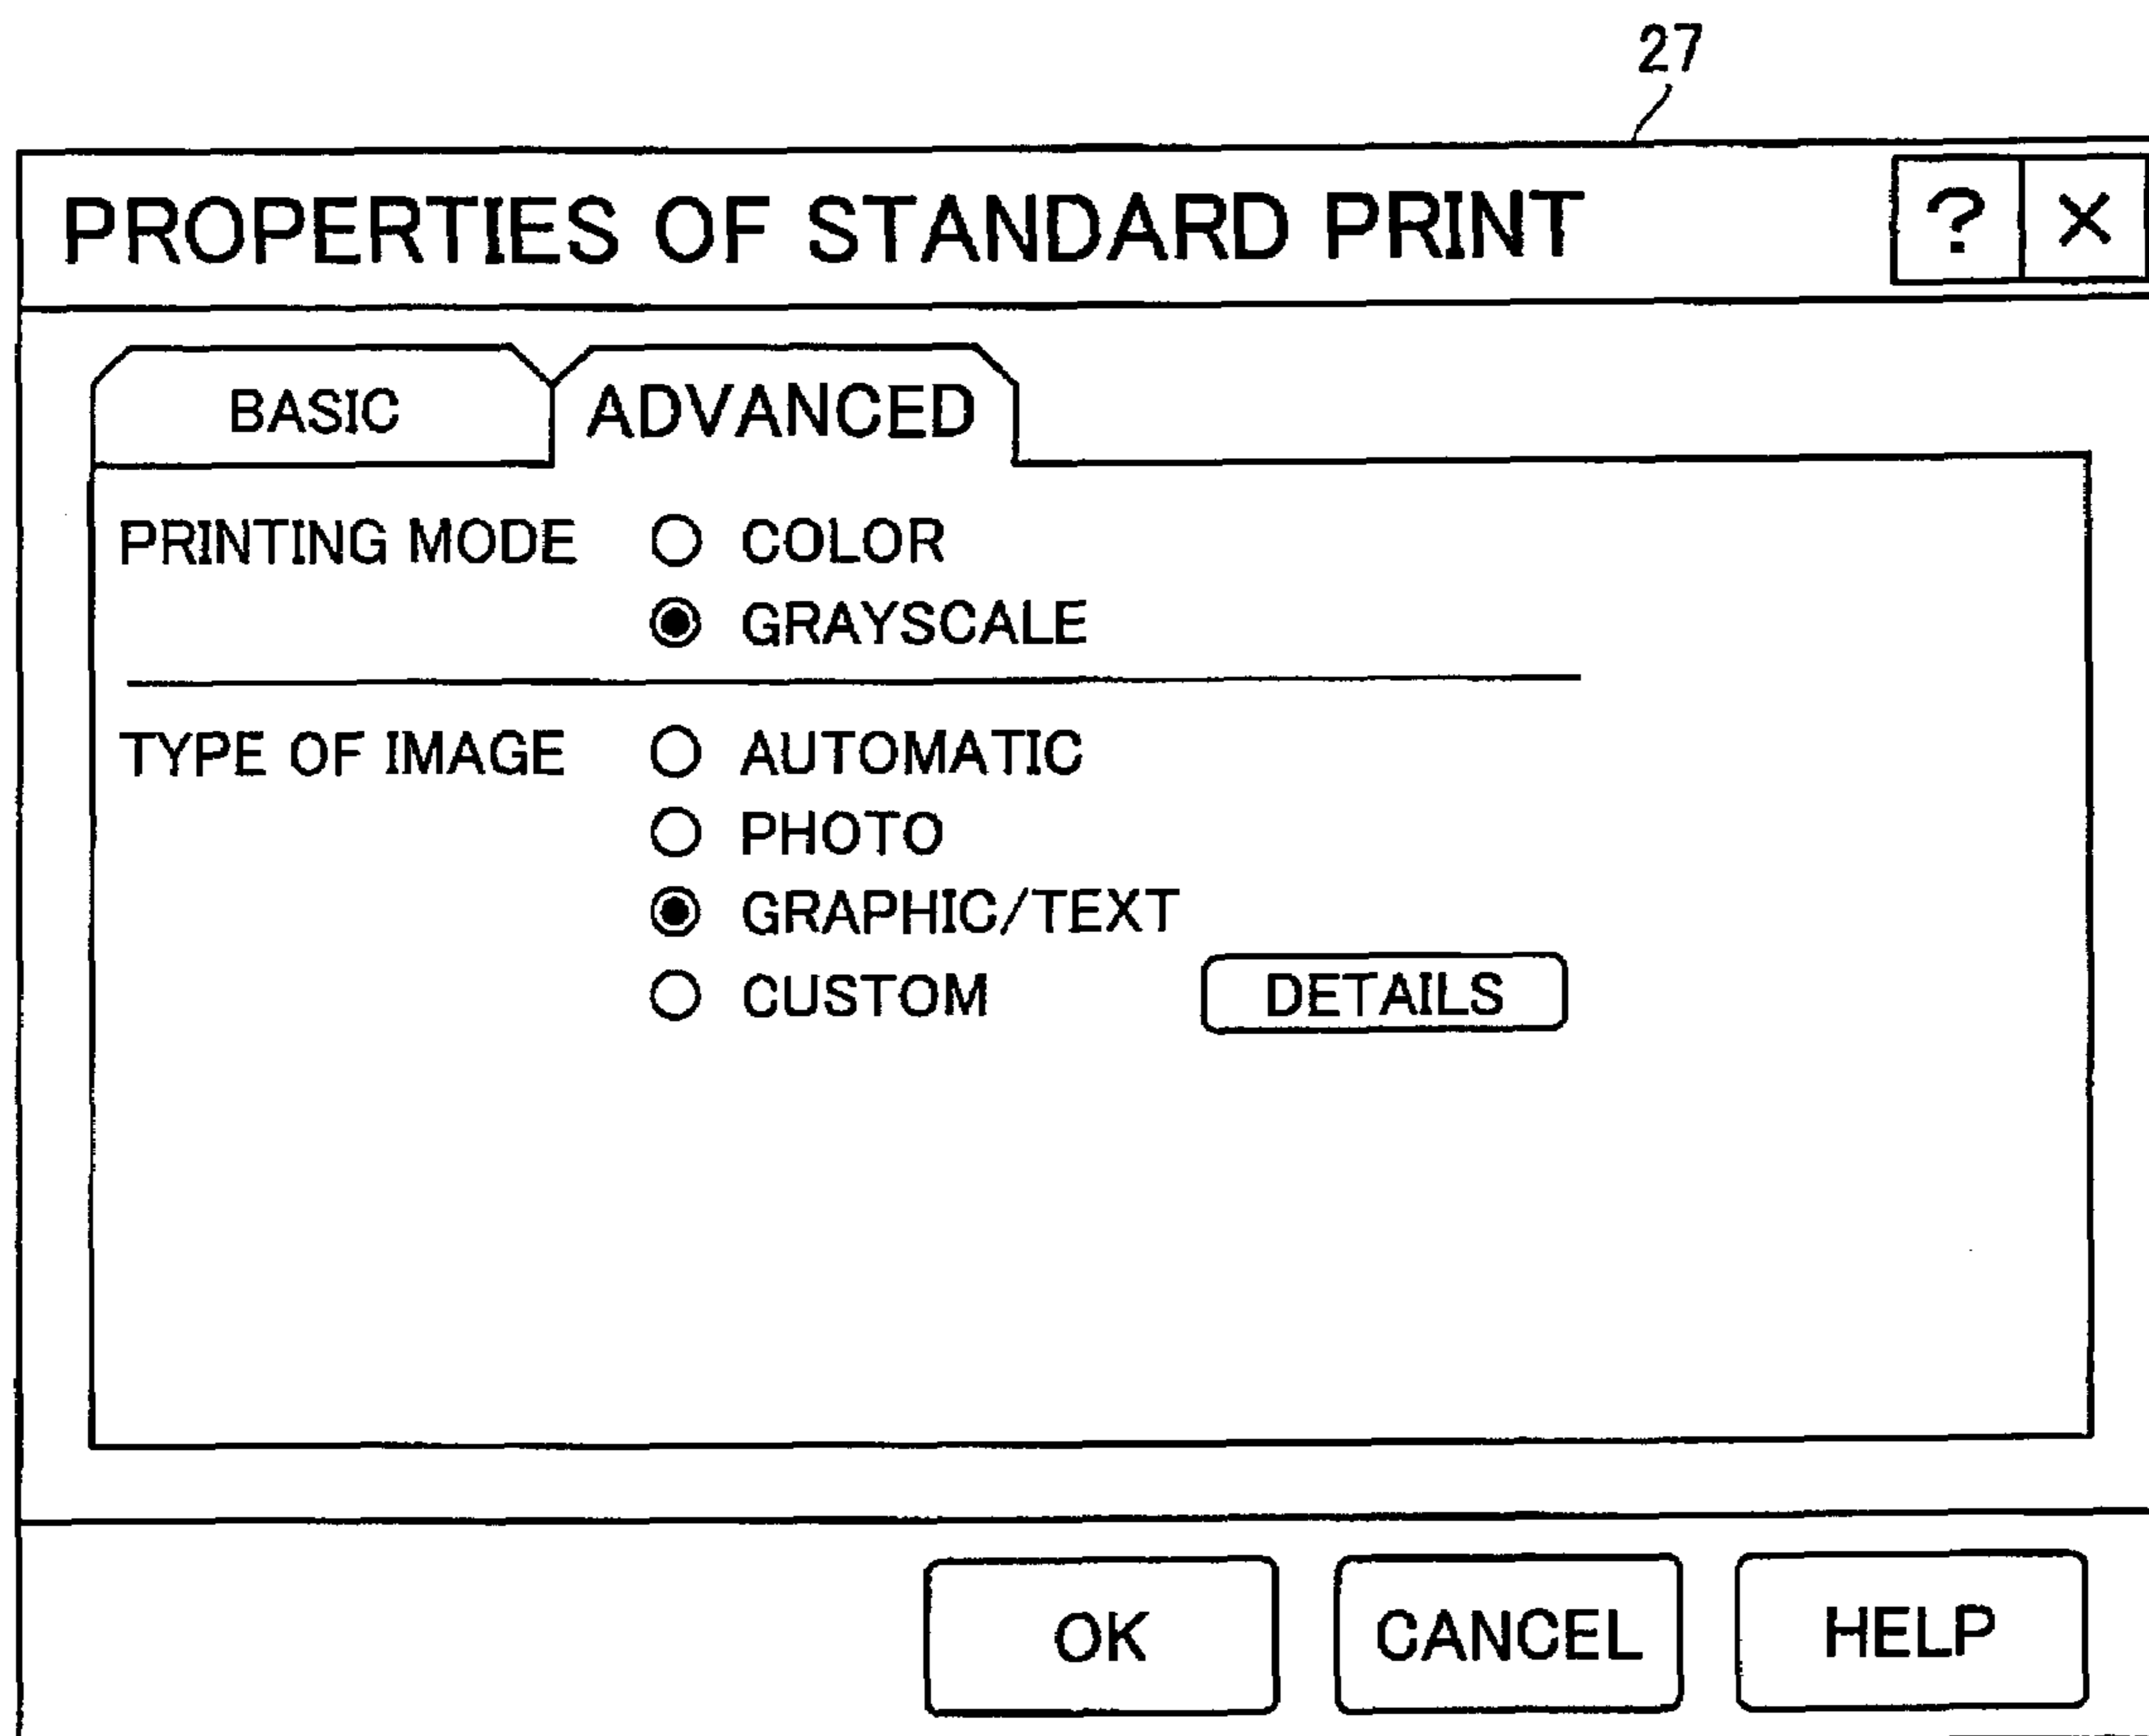 27
PROPERTIES OF STANDARD PRINT ? ×
BASIC ADVANCED
PRINTING MODE COLOR
GRAYSCALE
TYPE OF IMAGE AUTOMATIC
PHOTO
GRAPHIC/TEXT
CUSTOM DETAILS
OK CANCEL HELP